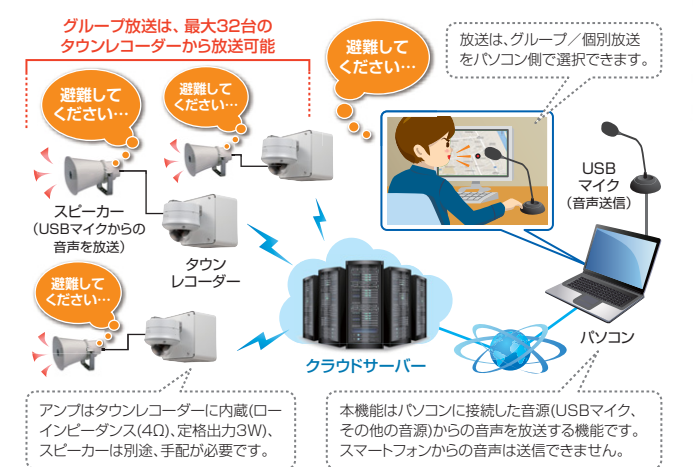 グループ放送は、最大32台の
タウンレコーダーから放送可能
避難して
ください…
放送は、グループ／個別放送
をパソコン側で選択できます。
避難して
ください…
避難して
ください…
USB
マイク
（音声送信）
スピーカー
（USBマイクからの
音声を放送）
タウン
レコーダー
避難して
ください…
クラウドサーバー
パソコン
アンプはタウンレコーダーに内蔵(ロー
インピーダンス(4Ω)、定格出力3W)、
スピーカーは別途、手配が必要です。
本機能はパソコンに接続した音源(USBマイク、
その他の音源)からの音声を放送する機能です。
スマートフォンからの音声は送信できません。